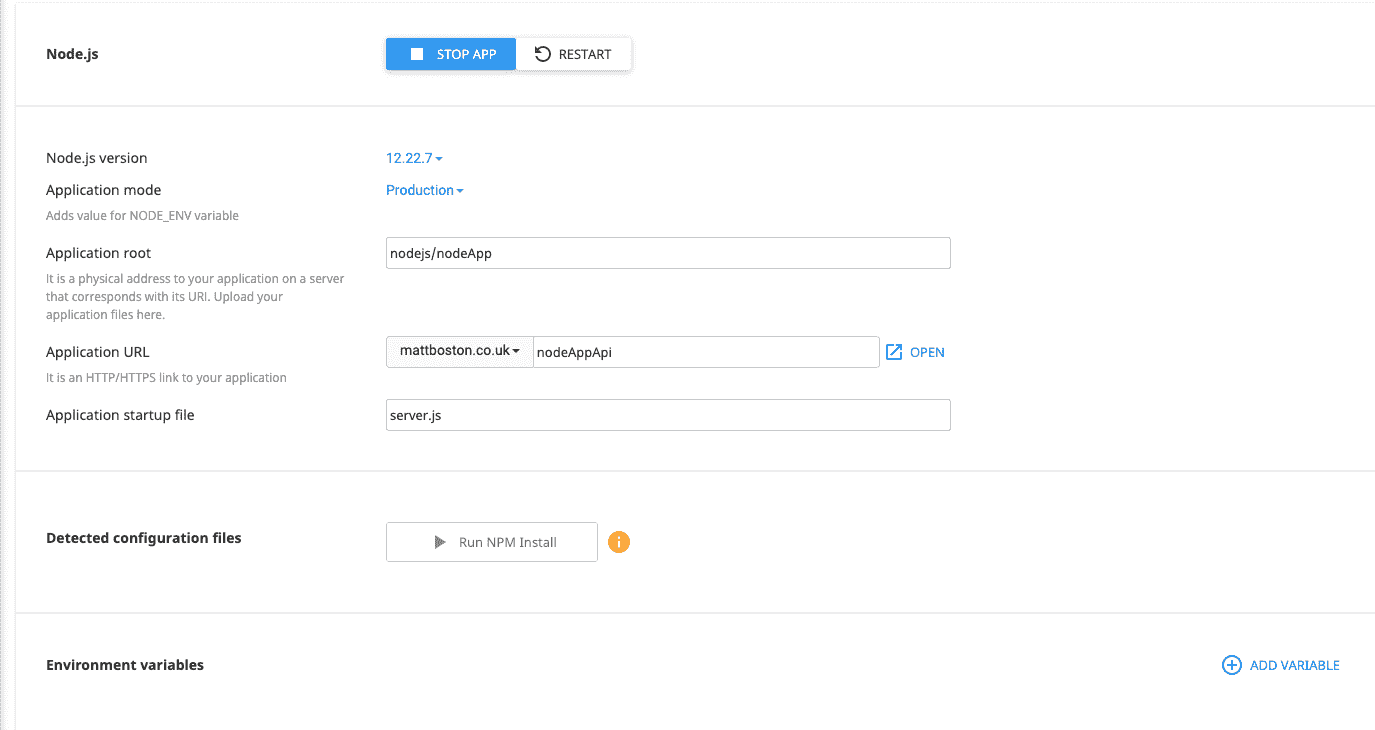 Node.js
STOP APP
RESTART
Node.js version
12.22.7
Application mode
Production
Adds value for NODE_ENV variable
Application root
nodejs/nodeApp
It is a physical address to your application on a server
that corresponds with its URI. Upload your
application files here.
Application URL
mattboston.co.uk
nodeAppApi
OPEN
It is an HTTP/HTTPS link to your application
Application startup file
server.js
Detected configuration files
Run NPM Install
Environment variables
ADD VARIABLE